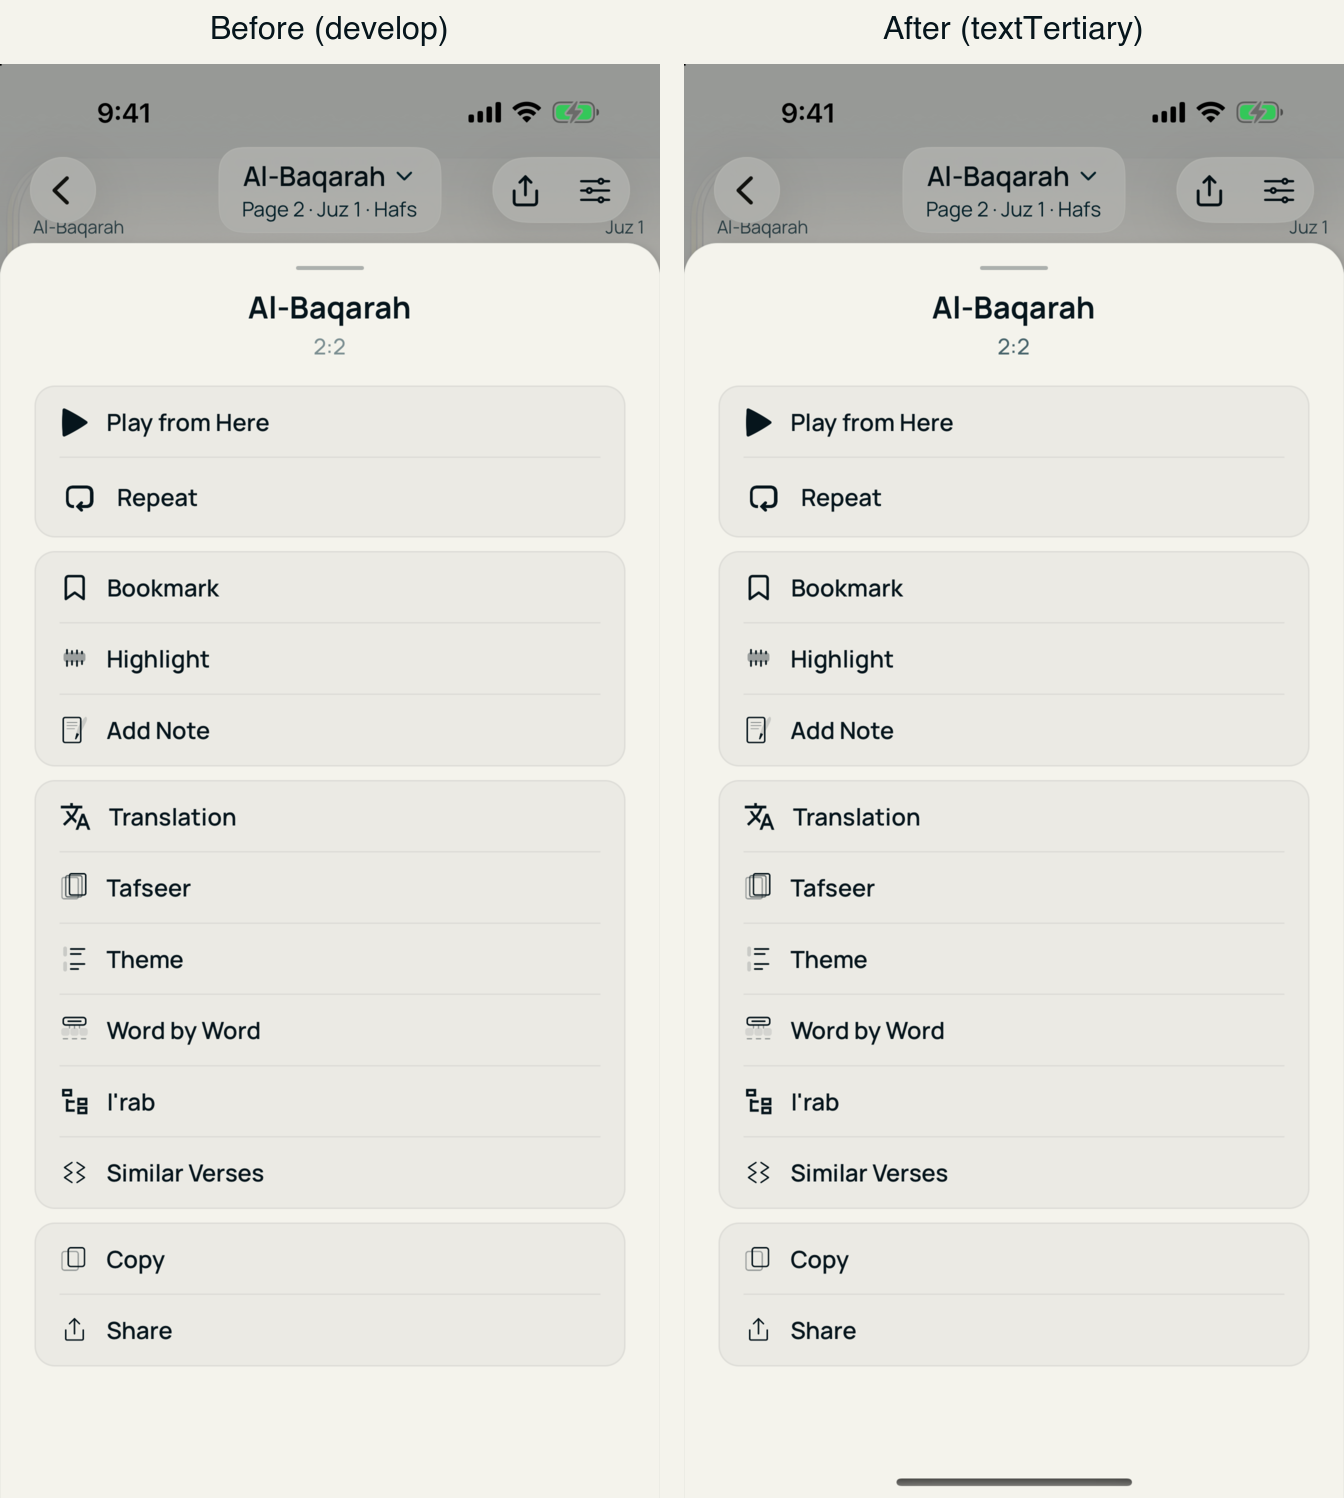 Before (develop)
9:41
Al-Baqarah
Page 2 · Juz 1 · Hafs
Al-Baqarah
Juz 1
Al-Baqarah
2:2
Play from Here
Repeat
Bookmark
Highlight
Add Note
Translation
Tafseer
Theme
Word by Word
I'rab
Similar Verses
Copy
Share
After (textTertiary)
9:41
Al-Baqarah
Page 2 · Juz 1 · Hafs
Al-Baqarah
Juz 1
Al-Baqarah
2:2
Play from Here
Repeat
Bookmark
Highlight
Add Note
Translation
Tafseer
Theme
Word by Word
I'rab
Similar Verses
Copy
Share